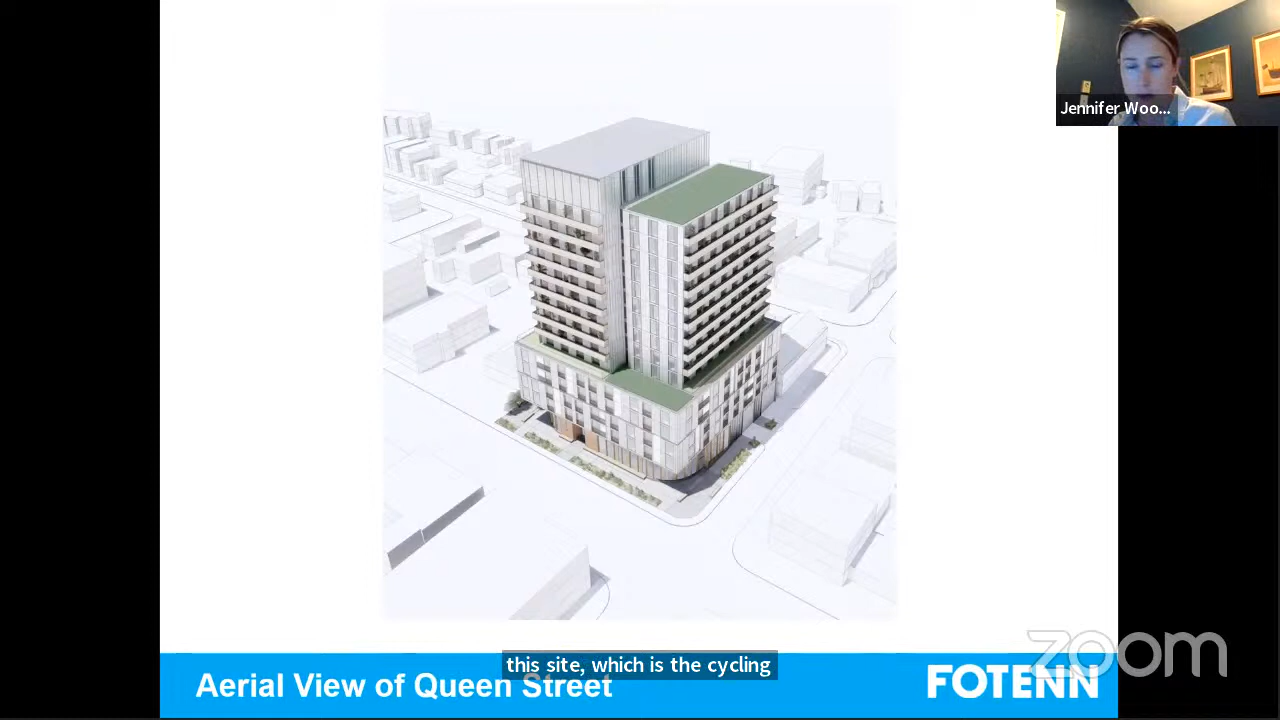 Jennifer Woo...
this site, which is the cycling
Aerial View of Queen Street
FOTENN
zoom